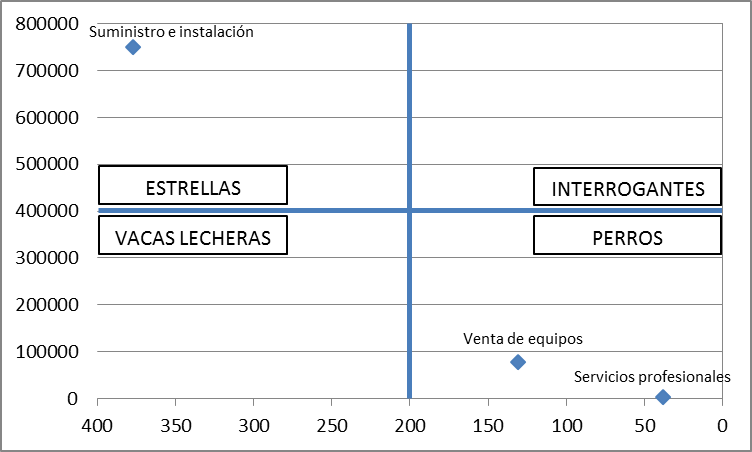 800000
Suministro e instalación
700000
600000
500000
ESTRELLAS
INTERROGANTES
400000
VACAS LECHERAS
PERROS
300000
200000
Venta de equipos
100000
Servicios profesionales
0
400 350 300 250 200 150 100 50 0